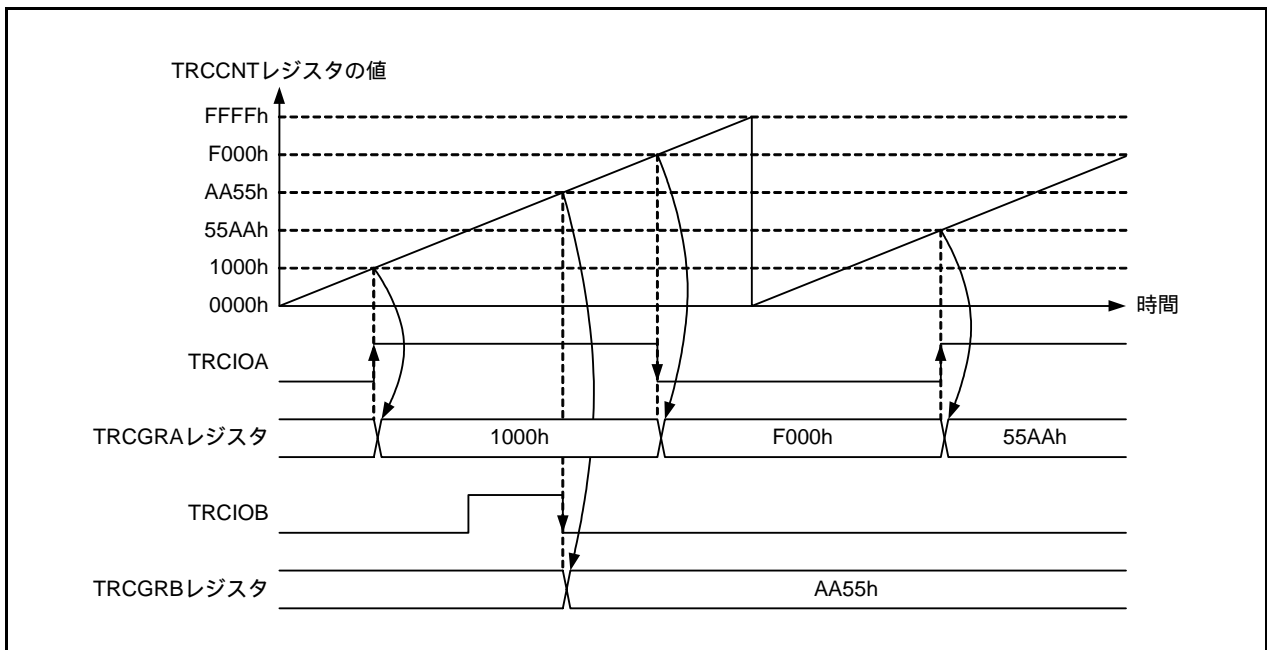 TRCCNTレジスタの値
FFFFh
F000h
AA55h
55AAh
1000h
0000h
時間
TRCIOA
TRCGRAレジスタ 1000h F000h 55AAh
TRCIOB
TRCGRBレジスタ AA55h